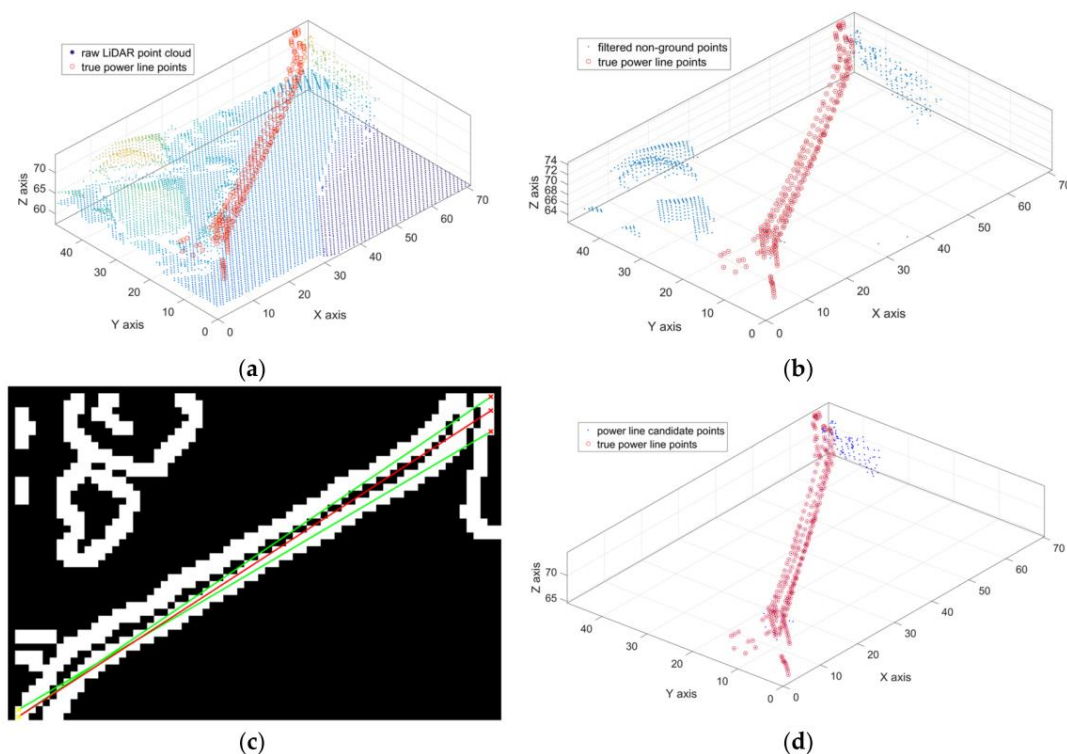 raw LiDAR point cloud
true power line points
Z axis
70
65
60
40
30
20
10
0
Y axis
0
10
20
30
40
50
60
70
X axis
(a)
filtered non-ground points
true power line points
Z axis
74
72
70
68
66
64
40
30
20
10
0
Y axis
0
10
20
30
40
50
60
70
X axis
(b)
(c)
power line candidate points
true power line points
Z axis
70
65
40
30
20
10
0
Y axis
0
10
20
30
40
50
60
70
X axis
(d)